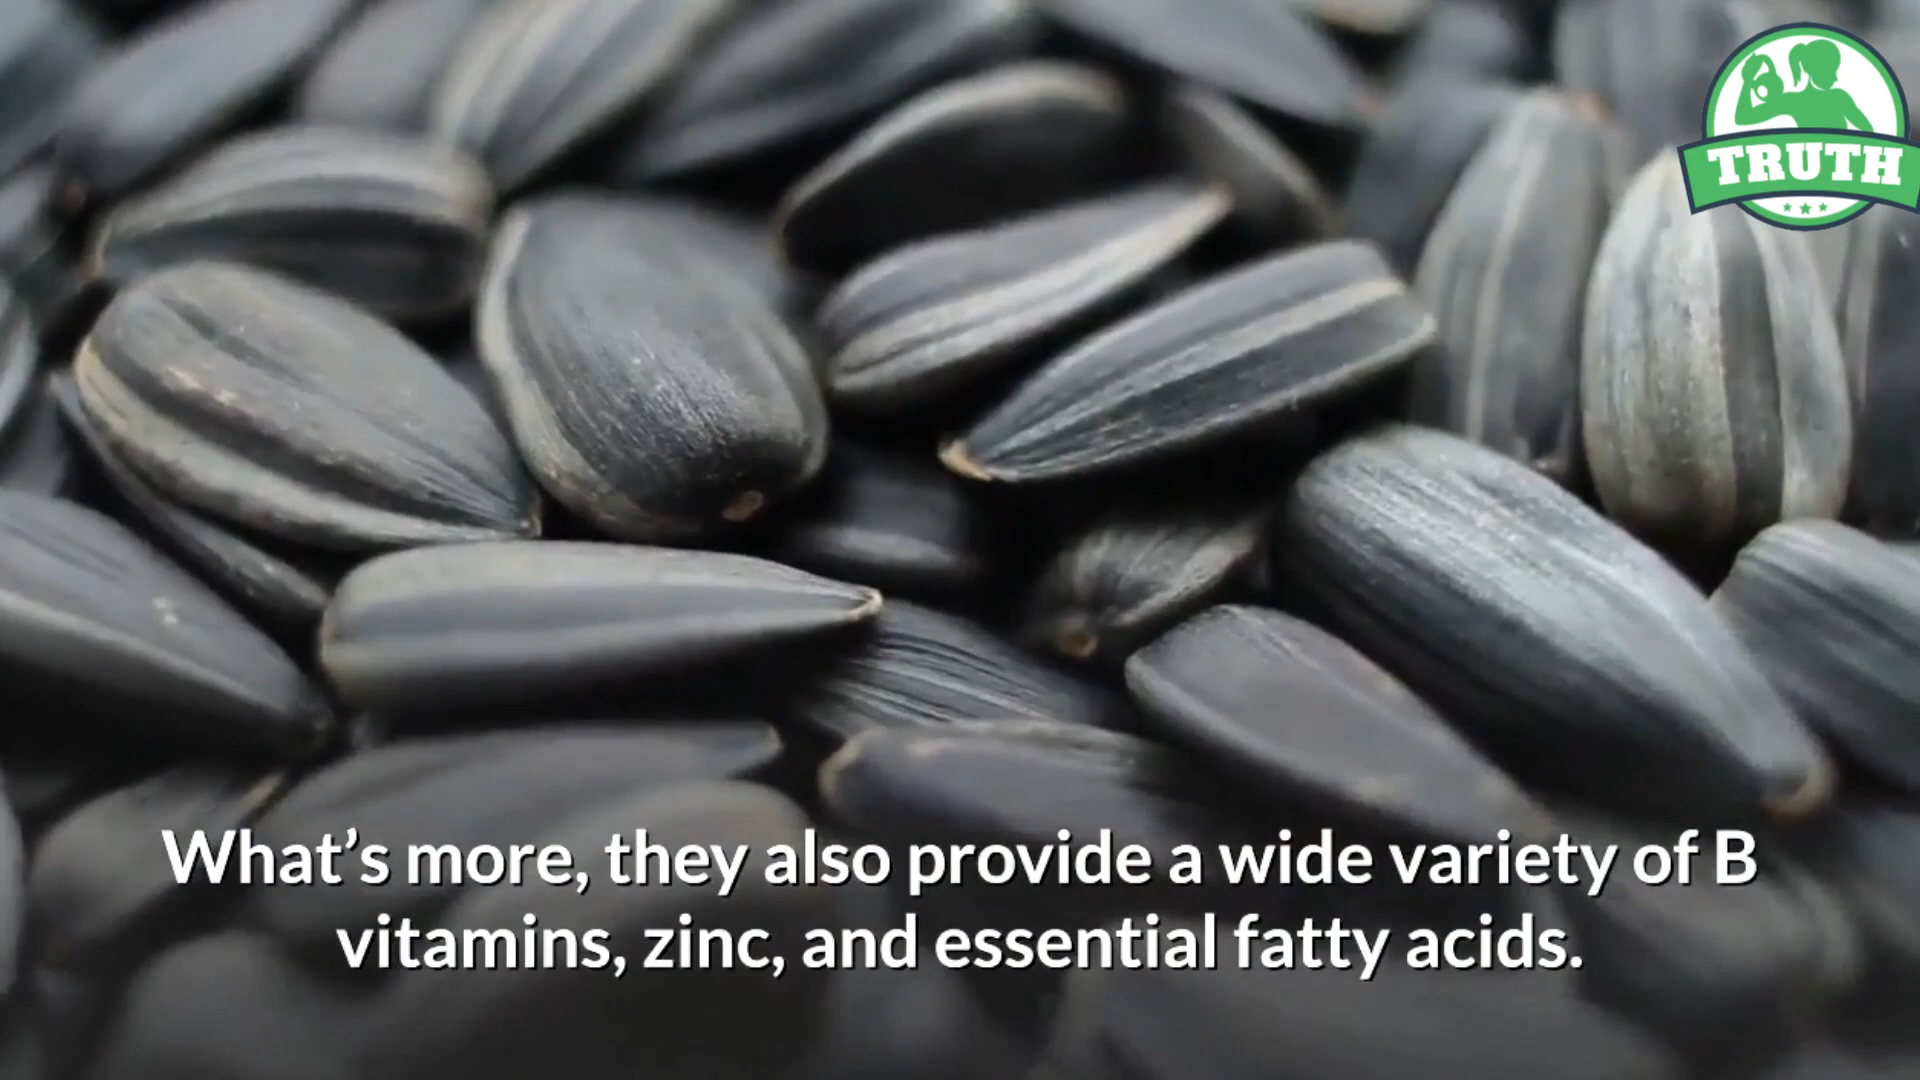 TRUTH
What’s more, they also provide a wide variety of B
vitamins, zinc, and essential fatty acids.